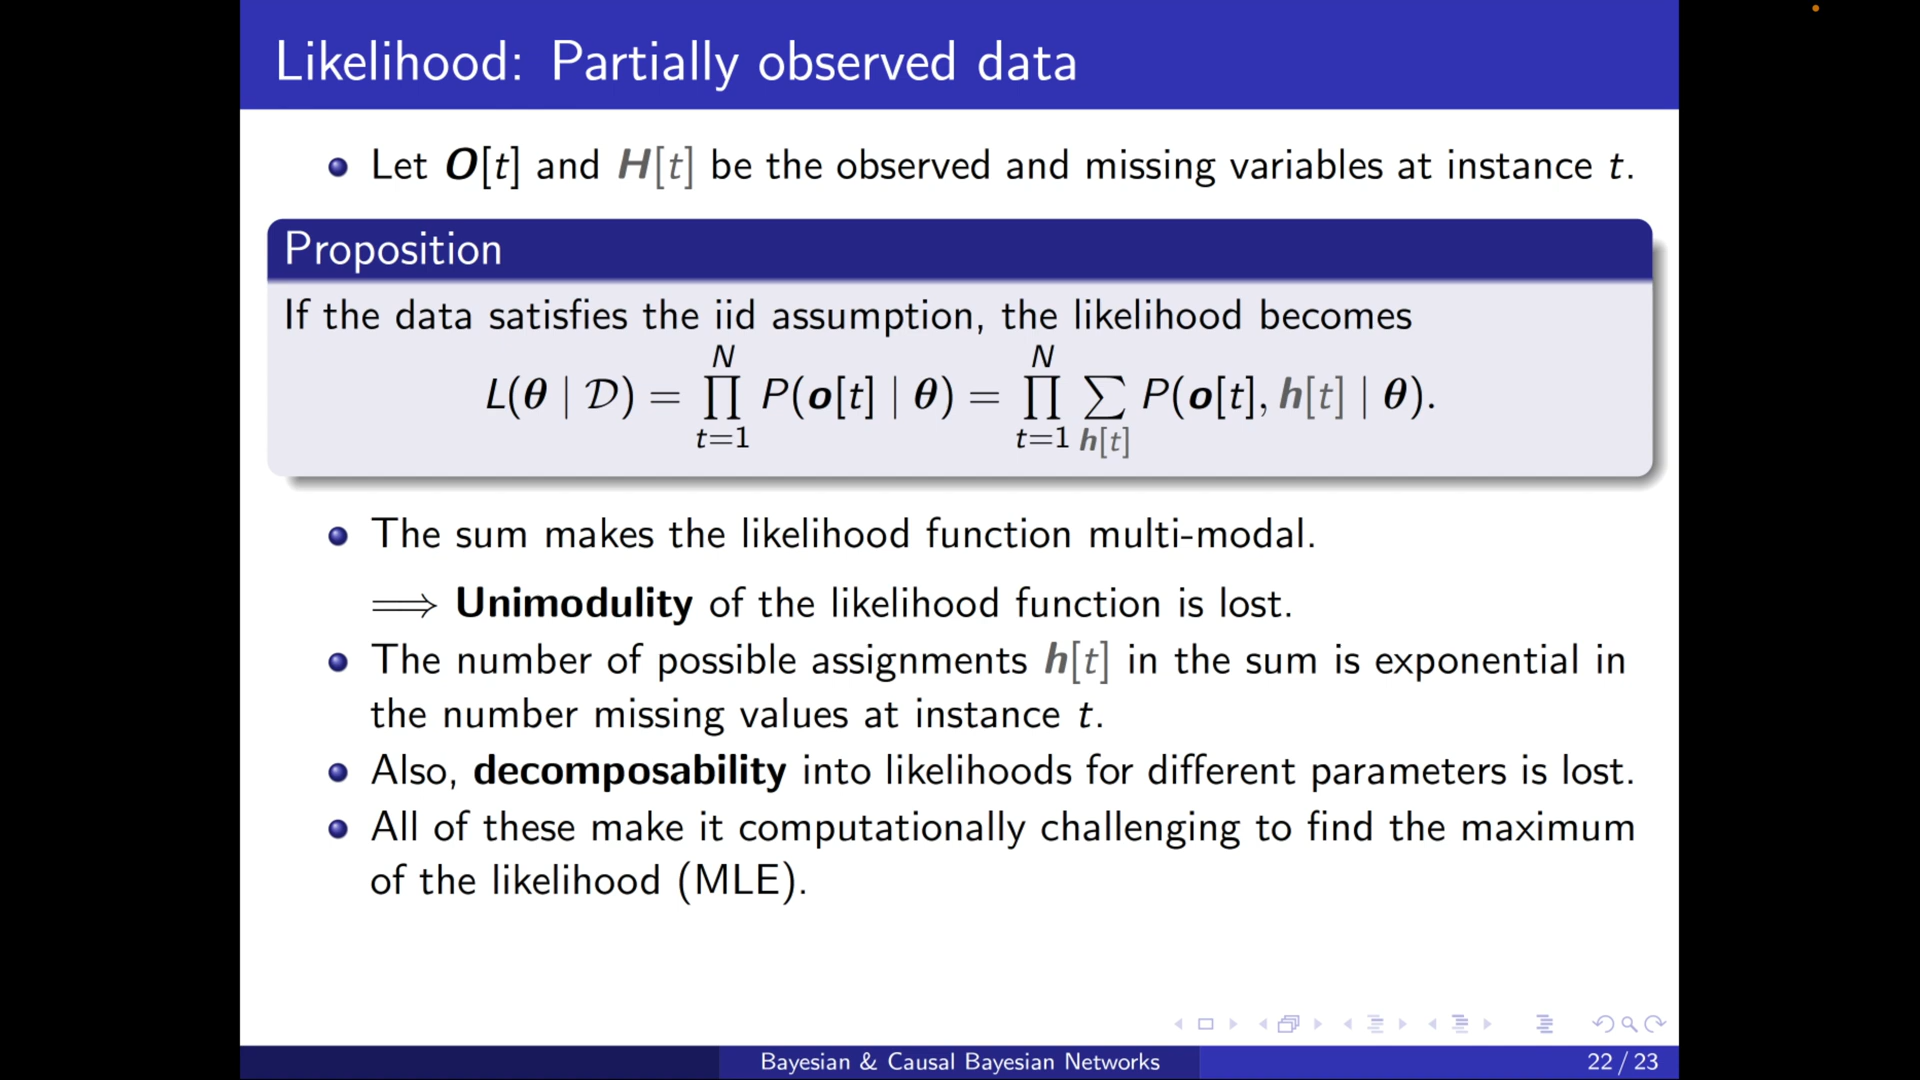 Likelihood: Partially observed data
Let O[t] and H[t] be the observed and missing variables at instance t.
Proposition
If the data satisfies the iid assumption, the likelihood becomes
L(θ | 𝒟) = ∏_{t=1}^{N} P(o[t] | θ) = ∏_{t=1}^{N} ∑_{h[t]} P(o[t], h[t] | θ).
The sum makes the likelihood function multi-modal.
⟹ Unimodulity of the likelihood function is lost.
The number of possible assignments h[t] in the sum is exponential in
the number missing values at instance t.
Also, decomposability into likelihoods for different parameters is lost.
All of these make it computationally challenging to find the maximum
of the likelihood (MLE).
Bayesian & Causal Bayesian Networks
22 / 23